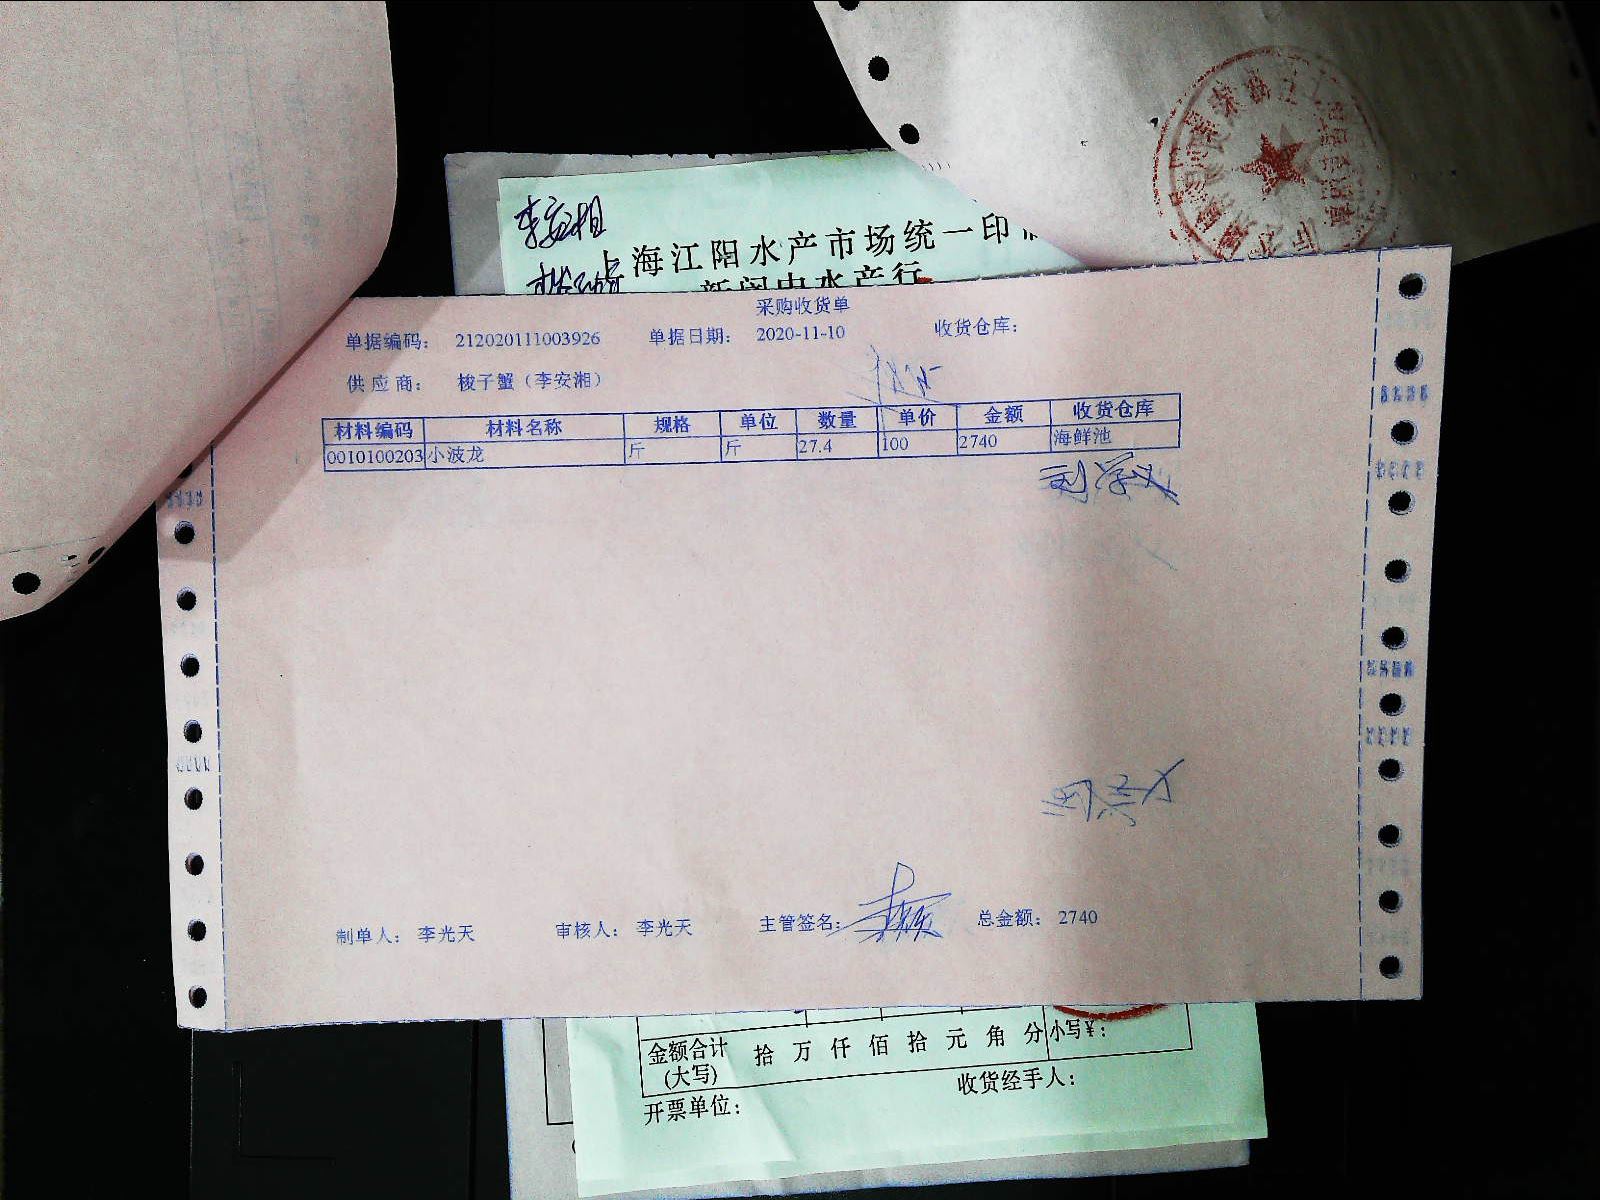 李安相
上海江阳水产市场统一印
采购收货单
单据编码： 212020111003926 单据日期： 2020-11-10 收货仓库：
供应商： 梭子蟹（李安湘）
材料编码 材料名称 规格 单位 数量 单价 金额 收货仓库
0010100203 小波龙 斤 斤 27.4 100 2740 海鲜池
制单人： 李光天 审核人： 李光天 主管签名： 总金额： 2740
金额合计 拾 万 仟 佰 拾 元 角 分 小写￥：
(大写)
收货经手人：
开票单位：